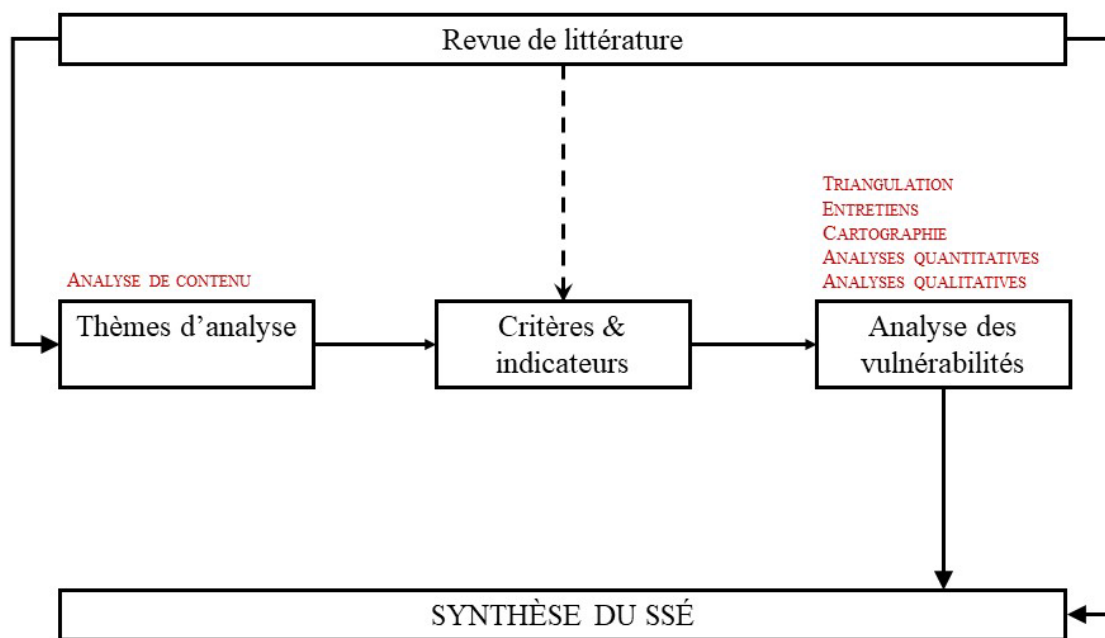 Revue de littérature
TRIANGULATION
ENTRETIENS
CARTOGRAPHIE
ANALYSES QUANTITATIVES
ANALYSES QUALITATIVES
ANALYSE DE CONTENU
Thèmes d'analyse
Critères &
indicateurs
Analyse des
vulnérabilités
SYNTHÈSE DU SSÉ